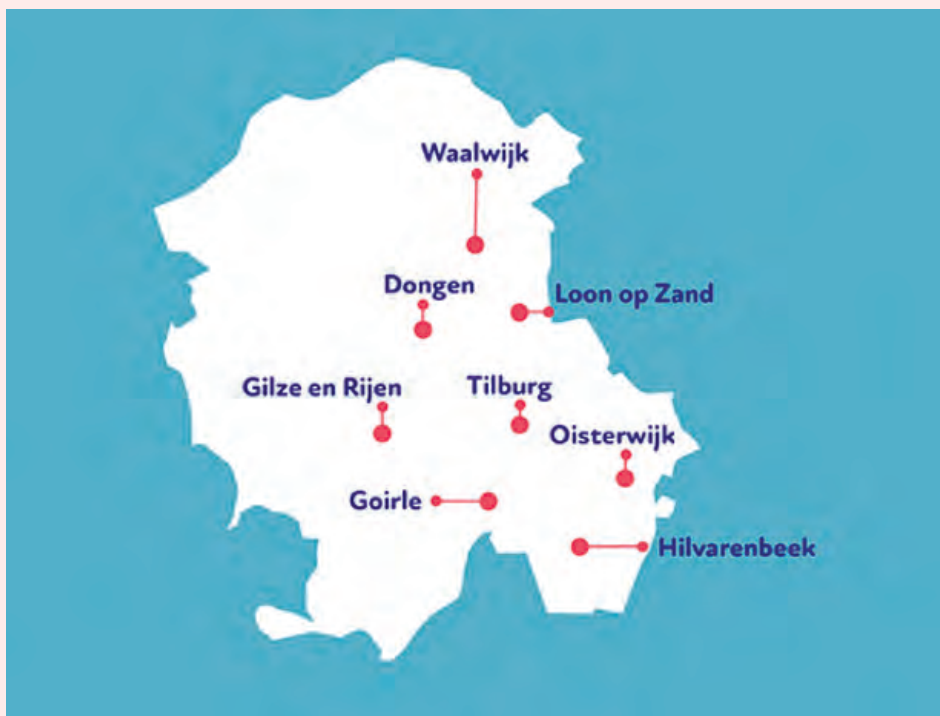 Waalwijk
Dongen
Loon op Zand
Gilze en Rijen
Tilburg
Oisterwijk
Goirle
Hilvarenbeek